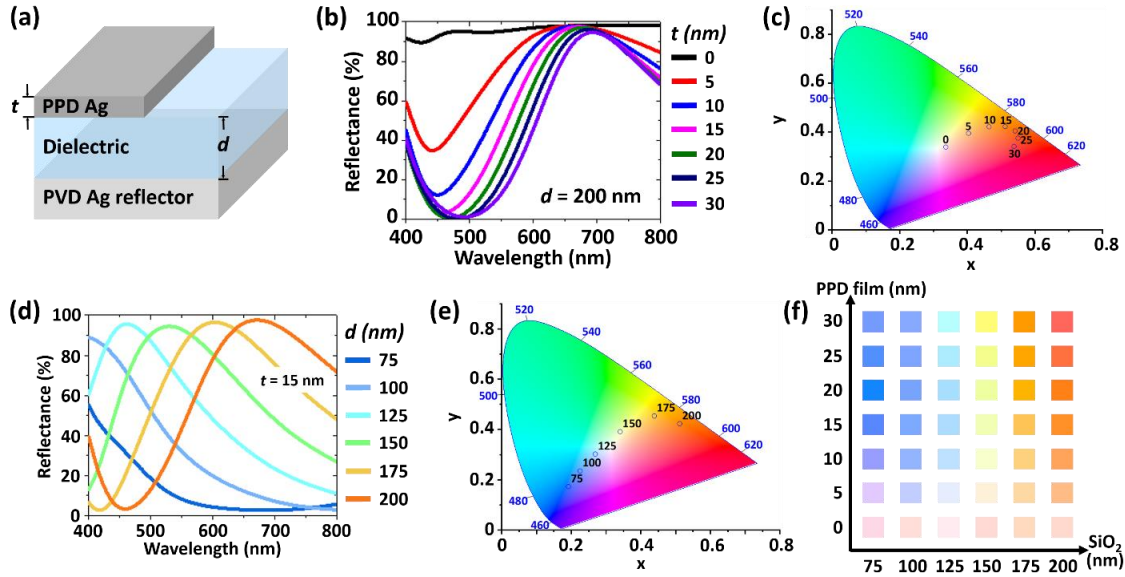 (a)
t
PPD Ag
Dielectric
d
PVD Ag reflector
(b)
Reflectance (%)
100
80
60
40
20
0
400 500 600 700 800
Wavelength (nm)
d = 200 nm
t (nm)
0
5
10
15
20
25
30
(c)
y
0.8
0.6
0.4
0.2
0
0 0.2 0.4 0.6 0.8
x
520
540
560
500
580
600
620
480
460
0
5
10
15
20
25
30
(d)
Reflectance (%)
100
80
60
40
20
0
400 500 600 700 800
Wavelength (nm)
t = 15 nm
d (nm)
75
100
125
150
175
200
(e)
y
0.8
0.6
0.4
0.2
0
0 0.2 0.4 0.6 0.8
x
520
540
560
500
580
600
620
480
460
175
200
150
125
100
75
(f)
PPD film (nm)
30
25
20
15
10
5
0
75 100 125 150 175 200
SiO₂
(nm)